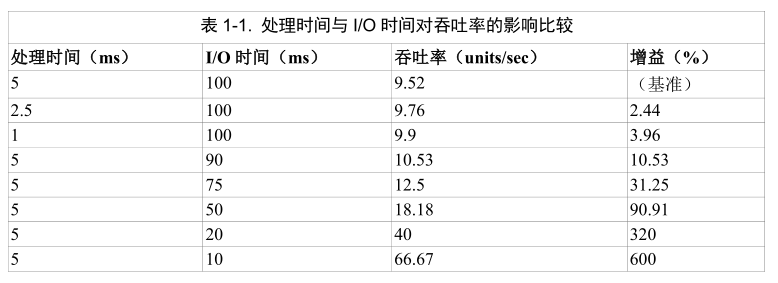 表 1-1. 处理时间与 I/O 时间对吞吐率的影响比较
处理时间（ms） I/O 时间（ms） 吞吐率（units/sec） 增益（%）
5 100 9.52 （基准）
2.5 100 9.76 2.44
1 100 9.9 3.96
5 90 10.53 10.53
5 75 12.5 31.25
5 50 18.18 90.91
5 20 40 320
5 10 66.67 600